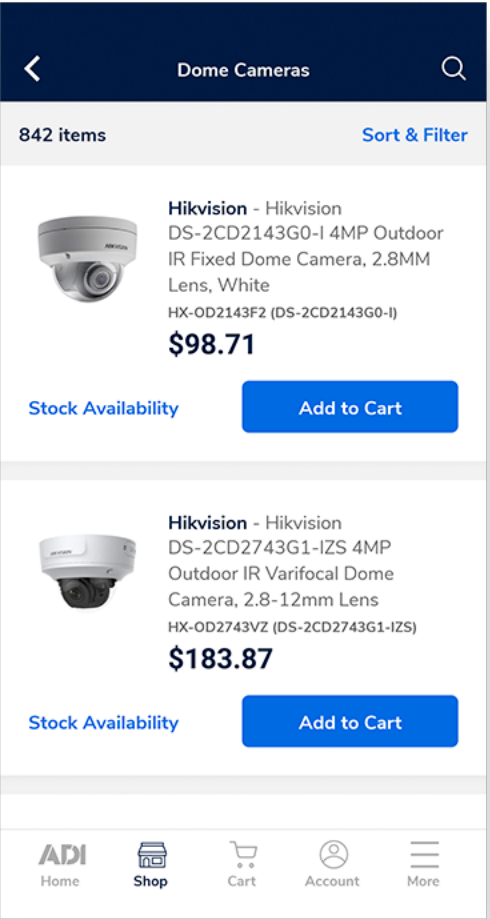 Dome Cameras
842 items
Sort & Filter
HIKVISION
Hikvision - Hikvision
DS-2CD2143G0-I 4MP Outdoor
IR Fixed Dome Camera, 2.8MM
Lens, White
HX-OD2143F2 (DS-2CD2143G0-I)
$98.71
Stock Availability
Add to Cart
HIKVISION
Hikvision - Hikvision
DS-2CD2743G1-IZS 4MP
Outdoor IR Varifocal Dome
Camera, 2.8-12mm Lens
HX-OD2743VZ (DS-2CD2743G1-IZS)
$183.87
Stock Availability
Add to Cart
ADI
Home
Shop
Cart
Account
More